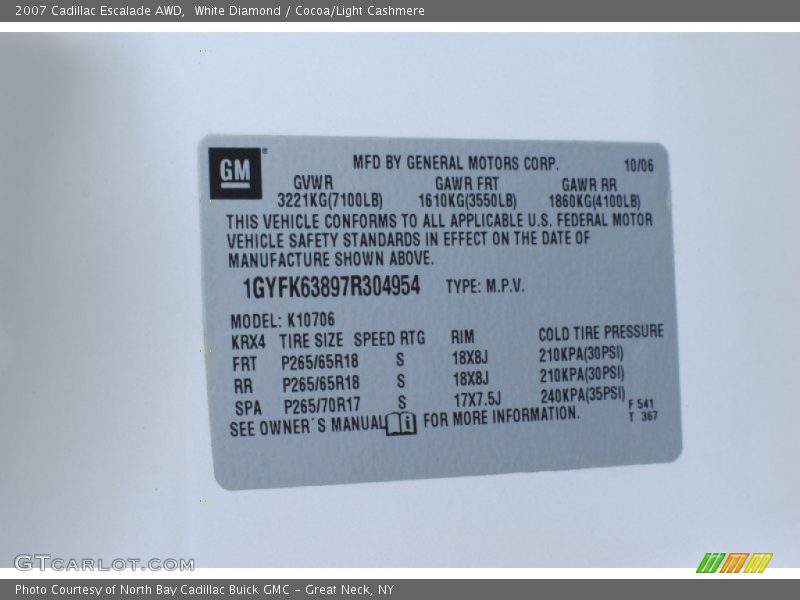 2007 Cadillac Escalade AWD,  White Diamond / Cocoa/Light Cashmere
GM®
MFD BY GENERAL MOTORS CORP. 10/06
GVWR GAWR FRT GAWR RR
3221KG(7100LB) 1610KG(3550LB) 1860KG(4100LB)
THIS VEHICLE CONFORMS TO ALL APPLICABLE U.S. FEDERAL MOTOR
VEHICLE SAFETY STANDARDS IN EFFECT ON THE DATE OF
MANUFACTURE SHOWN ABOVE.
1GYFK63897R304954 TYPE: M.P.V.
MODEL: K10706
KRX4 TIRE SIZE SPEED RTG RIM COLD TIRE PRESSURE
FRT P265/65R18 S 18X8J 210KPA(30PSI)
RR P265/65R18 S 18X8J 210KPA(30PSI)
SPA P265/70R17 S 17X7.5J 240KPA(35PSI)
SEE OWNER'S MANUAL i FOR MORE INFORMATION.
F 541
T 367
GTCARLOT.COM
Photo Courtesy of North Bay Cadillac Buick GMC - Great Neck, NY